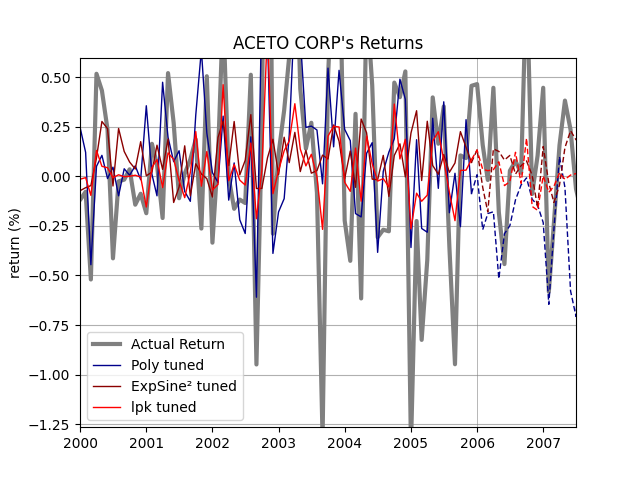 ACETO CORP's Returns
return (%)
0.50
0.25
0.00
−0.25
−0.50
−0.75
−1.00
−1.25
Actual Return
Poly tuned
ExpSine² tuned
lpk tuned
2000 2001 2002 2003 2004 2005 2006 2007